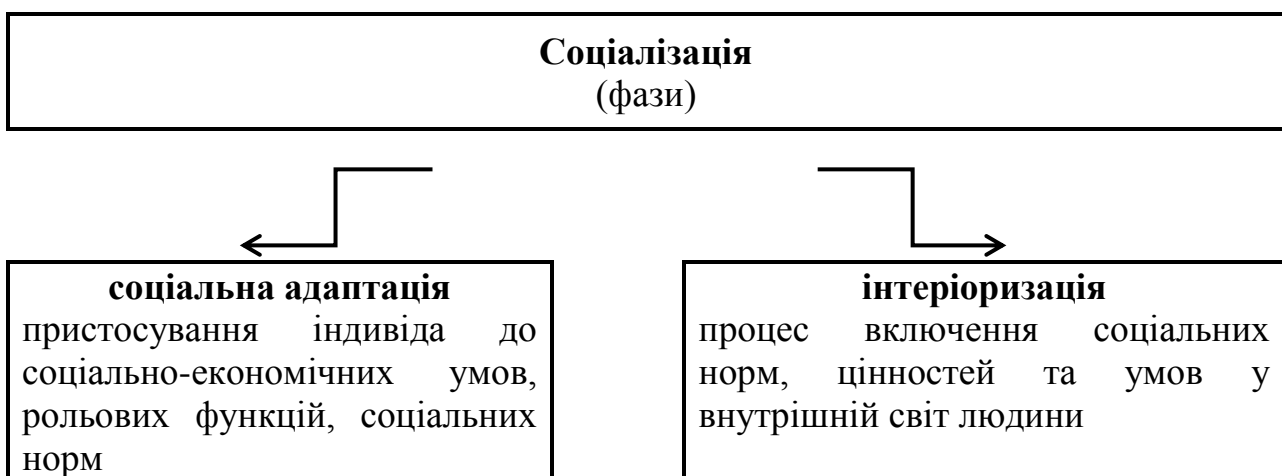 Соціалізація
(фази)
соціальна адаптація
пристосування індивіда до
соціально-економічних умов,
рольових функцій, соціальних
норм
інтеріоризація
процес включення соціальних
норм, цінностей та умов у
внутрішній світ людини